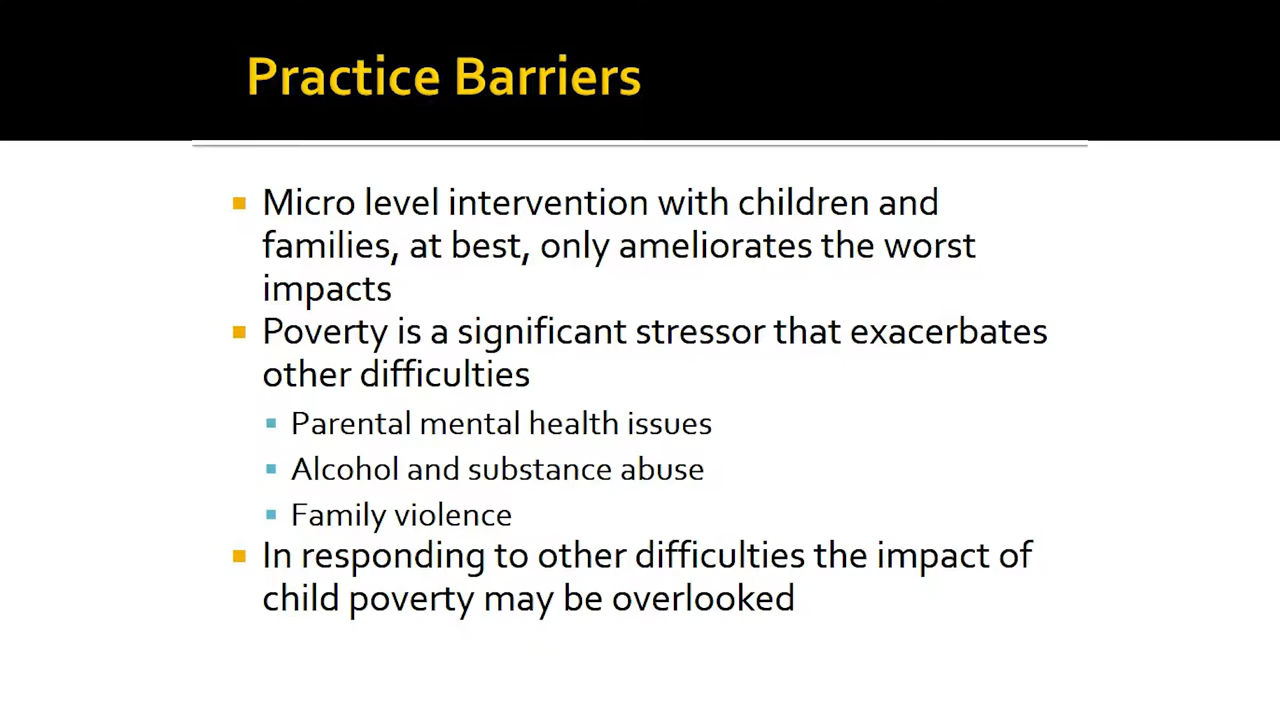 Practice Barriers
Micro level intervention with children and
families, at best, only ameliorates the worst
impacts
Poverty is a significant stressor that exacerbates
other difficulties
Parental mental health issues
Alcohol and substance abuse
Family violence
In responding to other difficulties the impact of
child poverty may be overlooked